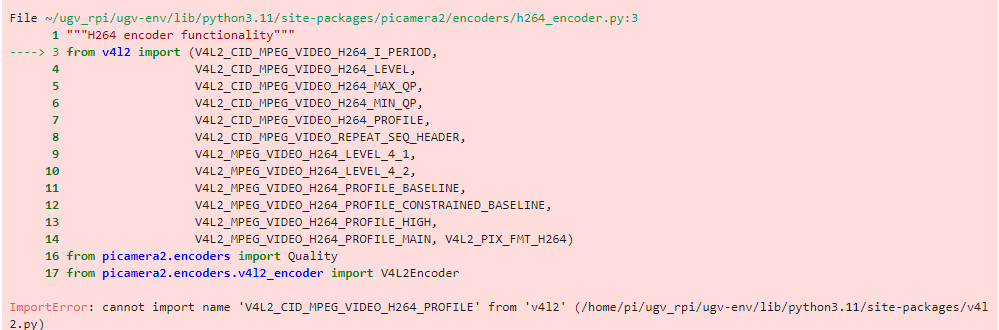 File ~/ugv_rpi/ugv-env/lib/python3.11/site-packages/picamera2/encoders/h264_encoder.py:3
1 """H264 encoder functionality"""
----> 3 from v4l2 import (V4L2_CID_MPEG_VIDEO_H264_I_PERIOD,
4 V4L2_CID_MPEG_VIDEO_H264_LEVEL,
5 V4L2_CID_MPEG_VIDEO_H264_MAX_QP,
6 V4L2_CID_MPEG_VIDEO_H264_MIN_QP,
7 V4L2_CID_MPEG_VIDEO_H264_PROFILE,
8 V4L2_CID_MPEG_VIDEO_REPEAT_SEQ_HEADER,
9 V4L2_MPEG_VIDEO_H264_LEVEL_4_1,
10 V4L2_MPEG_VIDEO_H264_LEVEL_4_2,
11 V4L2_MPEG_VIDEO_H264_PROFILE_BASELINE,
12 V4L2_MPEG_VIDEO_H264_PROFILE_CONSTRAINED_BASELINE,
13 V4L2_MPEG_VIDEO_H264_PROFILE_HIGH,
14 V4L2_MPEG_VIDEO_H264_PROFILE_MAIN, V4L2_PIX_FMT_H264)
16 from picamera2.encoders import Quality
17 from picamera2.encoders.v4l2_encoder import V4L2Encoder
ImportError: cannot import name 'V4L2_CID_MPEG_VIDEO_H264_PROFILE' from 'v4l2' (/home/pi/ugv_rpi/ugv-env/lib/python3.11/site-packages/v4l
2.py)